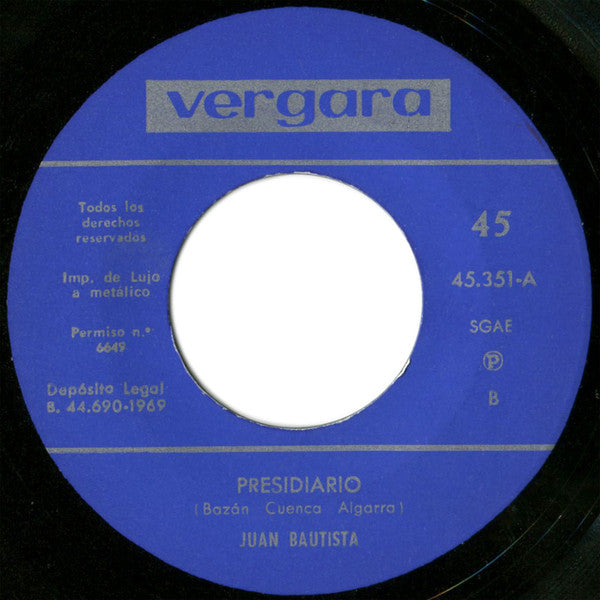 vergara
Todos los
derechos
reservados
Imp. de Lujo
a metálico
Permiso n.º
6649
Depósito Legal
B. 44.690-1969
45
45.351-A
SGAE
Ⓟ
B
PRESIDIARIO
(Bazán Cuenca Algarra)
JUAN BAUTISTA